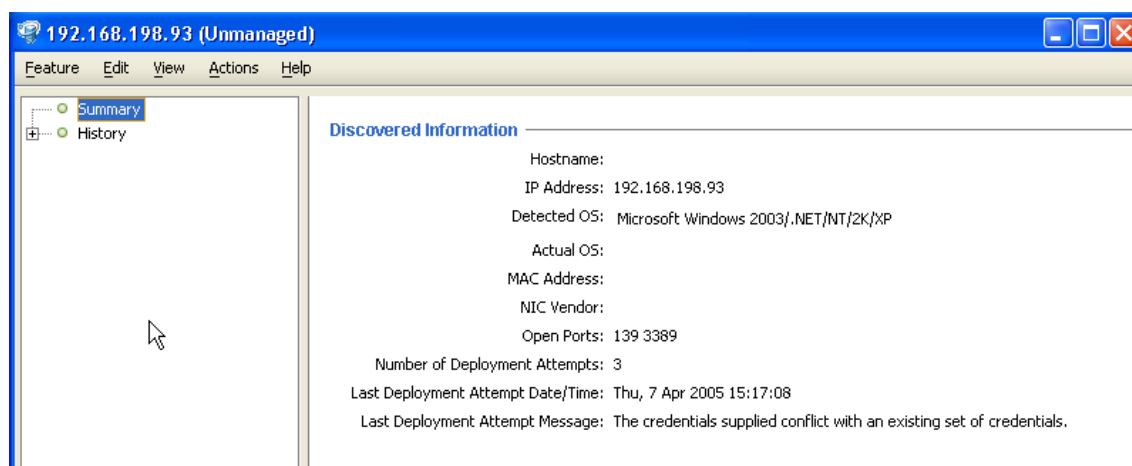 192.168.198.93 (Unmanaged)
Feature Edit View Actions Help
Summary
History
Discovered Information
Hostname:
IP Address: 192.168.198.93
Detected OS: Microsoft Windows 2003/.NET/NT/2K/XP
Actual OS:
MAC Address:
NIC Vendor:
Open Ports: 139 3389
Number of Deployment Attempts: 3
Last Deployment Attempt Date/Time: Thu, 7 Apr 2005 15:17:08
Last Deployment Attempt Message: The credentials supplied conflict with an existing set of credentials.